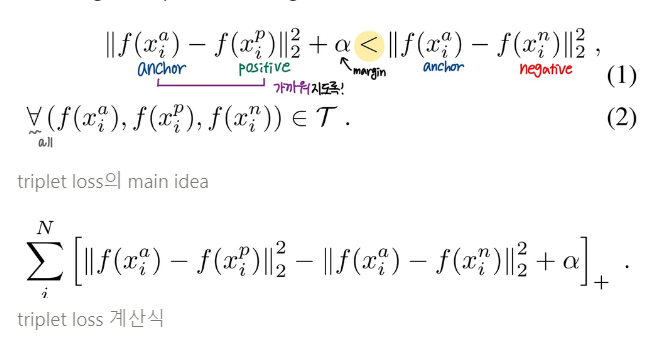 ‖f(x_i^a) − f(x_i^p)‖_2^2 + α < ‖f(x_i^a) − f(x_i^n)‖_2^2 ,
anchor positive margin anchor negative
(1)
가까워지도록!
∀(f(x_i^a), f(x_i^p), f(x_i^n)) ∈ 𝒯 .
(2)
all
triplet loss의 main idea
∑_i^N [‖f(x_i^a) − f(x_i^p)‖_2^2 − ‖f(x_i^a) − f(x_i^n)‖_2^2 + α]_+ .
triplet loss 계산식